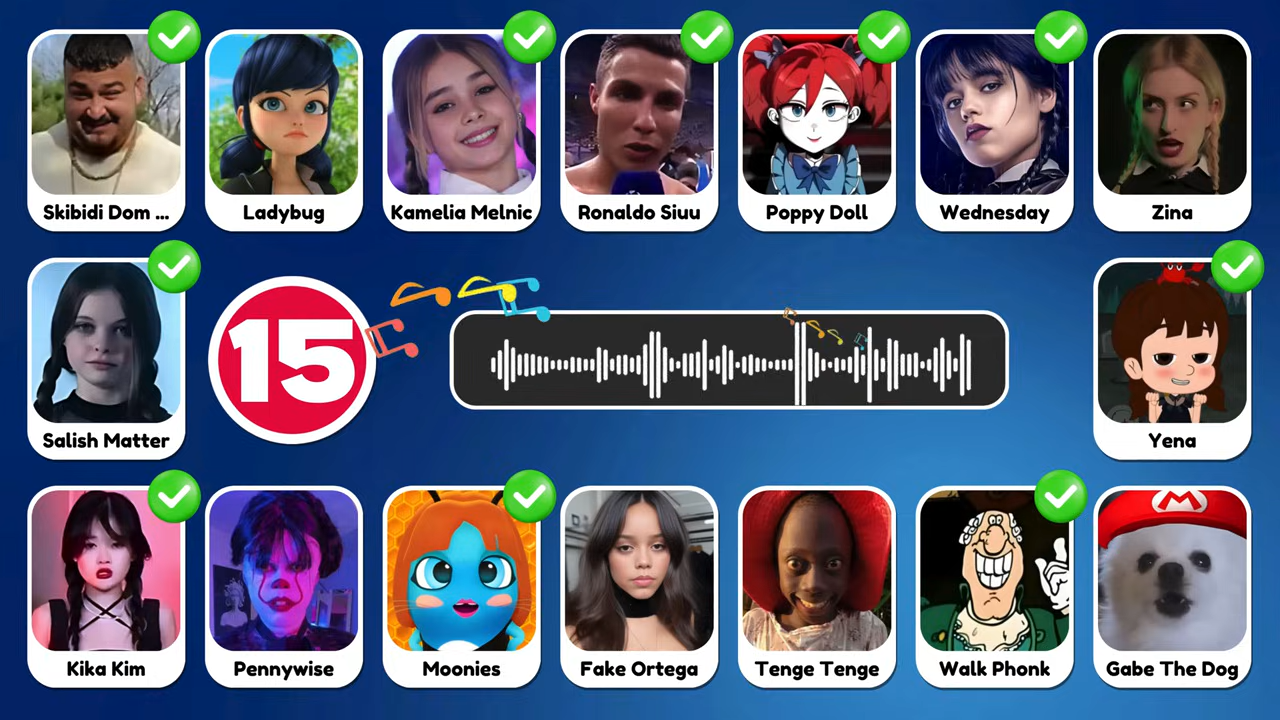 Skibidi Dom ...
Ladybug
Kamelia Melnic
Ronaldo Siuu
Poppy Doll
Wednesday
Zina
Salish Matter
15
Yena
Kika Kim
Pennywise
Moonies
Fake Ortega
Tenge Tenge
Walk Phonk
M
Gabe The Dog